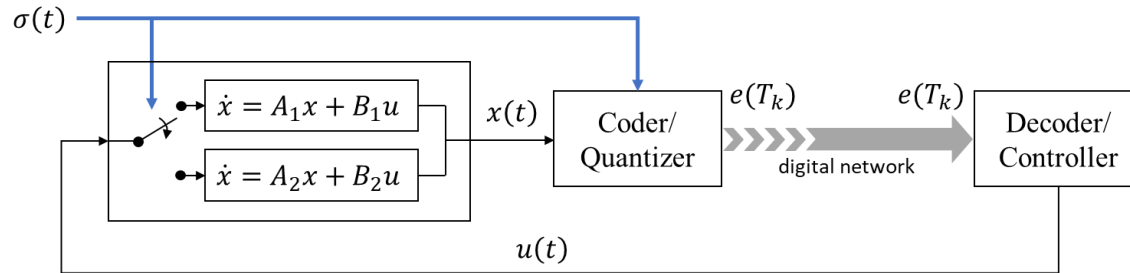 σ(t)
ẋ = A₁x + B₁u
ẋ = A₂x + B₂u
x(t)
Coder/
Quantizer
e(Tₖ)
e(Tₖ)
digital network
Decoder/
Controller
u(t)